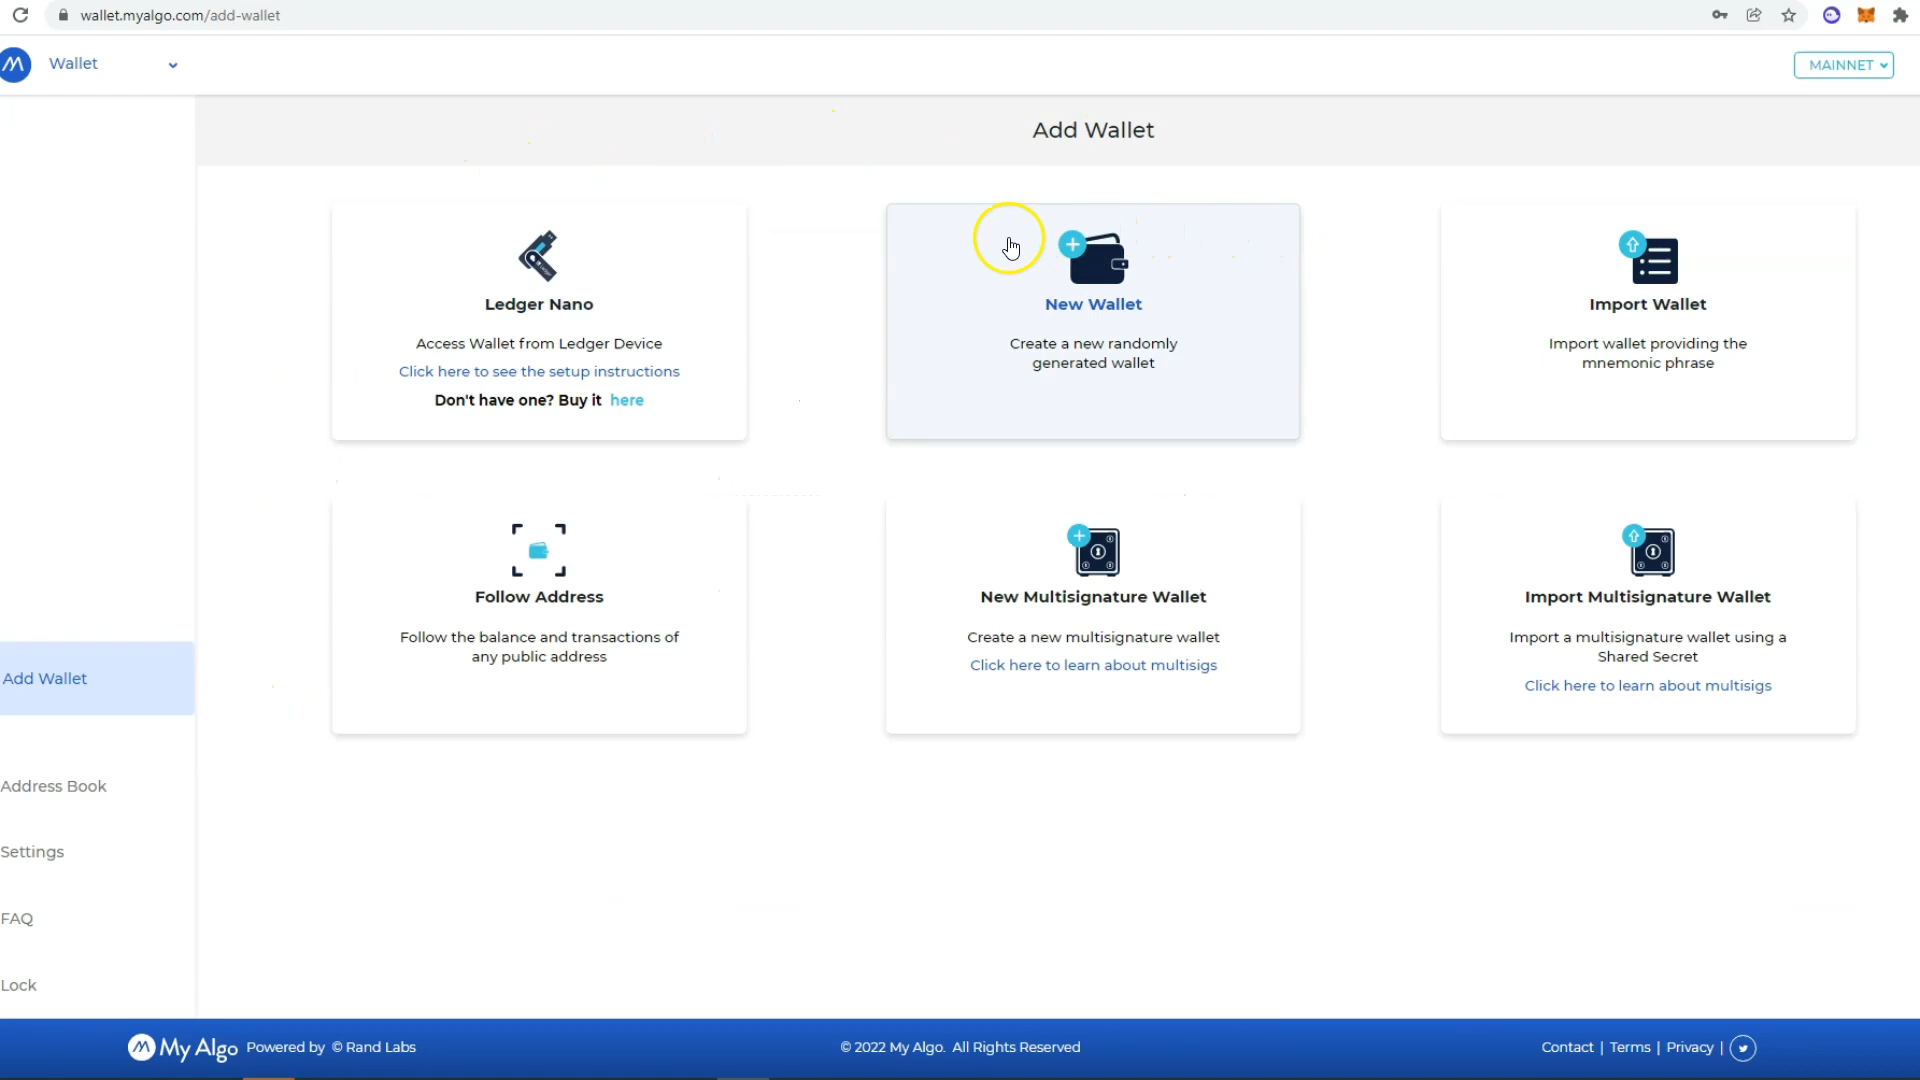 wallet.myalgo.com/add-wallet
Wallet
MAINNET
Add Wallet
Ledger Nano
Access Wallet from Ledger Device
Click here to see the setup instructions
Don't have one? Buy it here
New Wallet
Create a new randomly
generated wallet
Import Wallet
Import wallet providing the
mnemonic phrase
Follow Address
Follow the balance and transactions of
any public address
New Multisignature Wallet
Create a new multisignature wallet
Click here to learn about multisigs
Import Multisignature Wallet
Import a multisignature wallet using a
Shared Secret
Click here to learn about multisigs
Add Wallet
Address Book
Settings
FAQ
Lock
My Algo Powered by © Rand Labs
© 2022 My Algo. All Rights Reserved
Contact | Terms | Privacy |